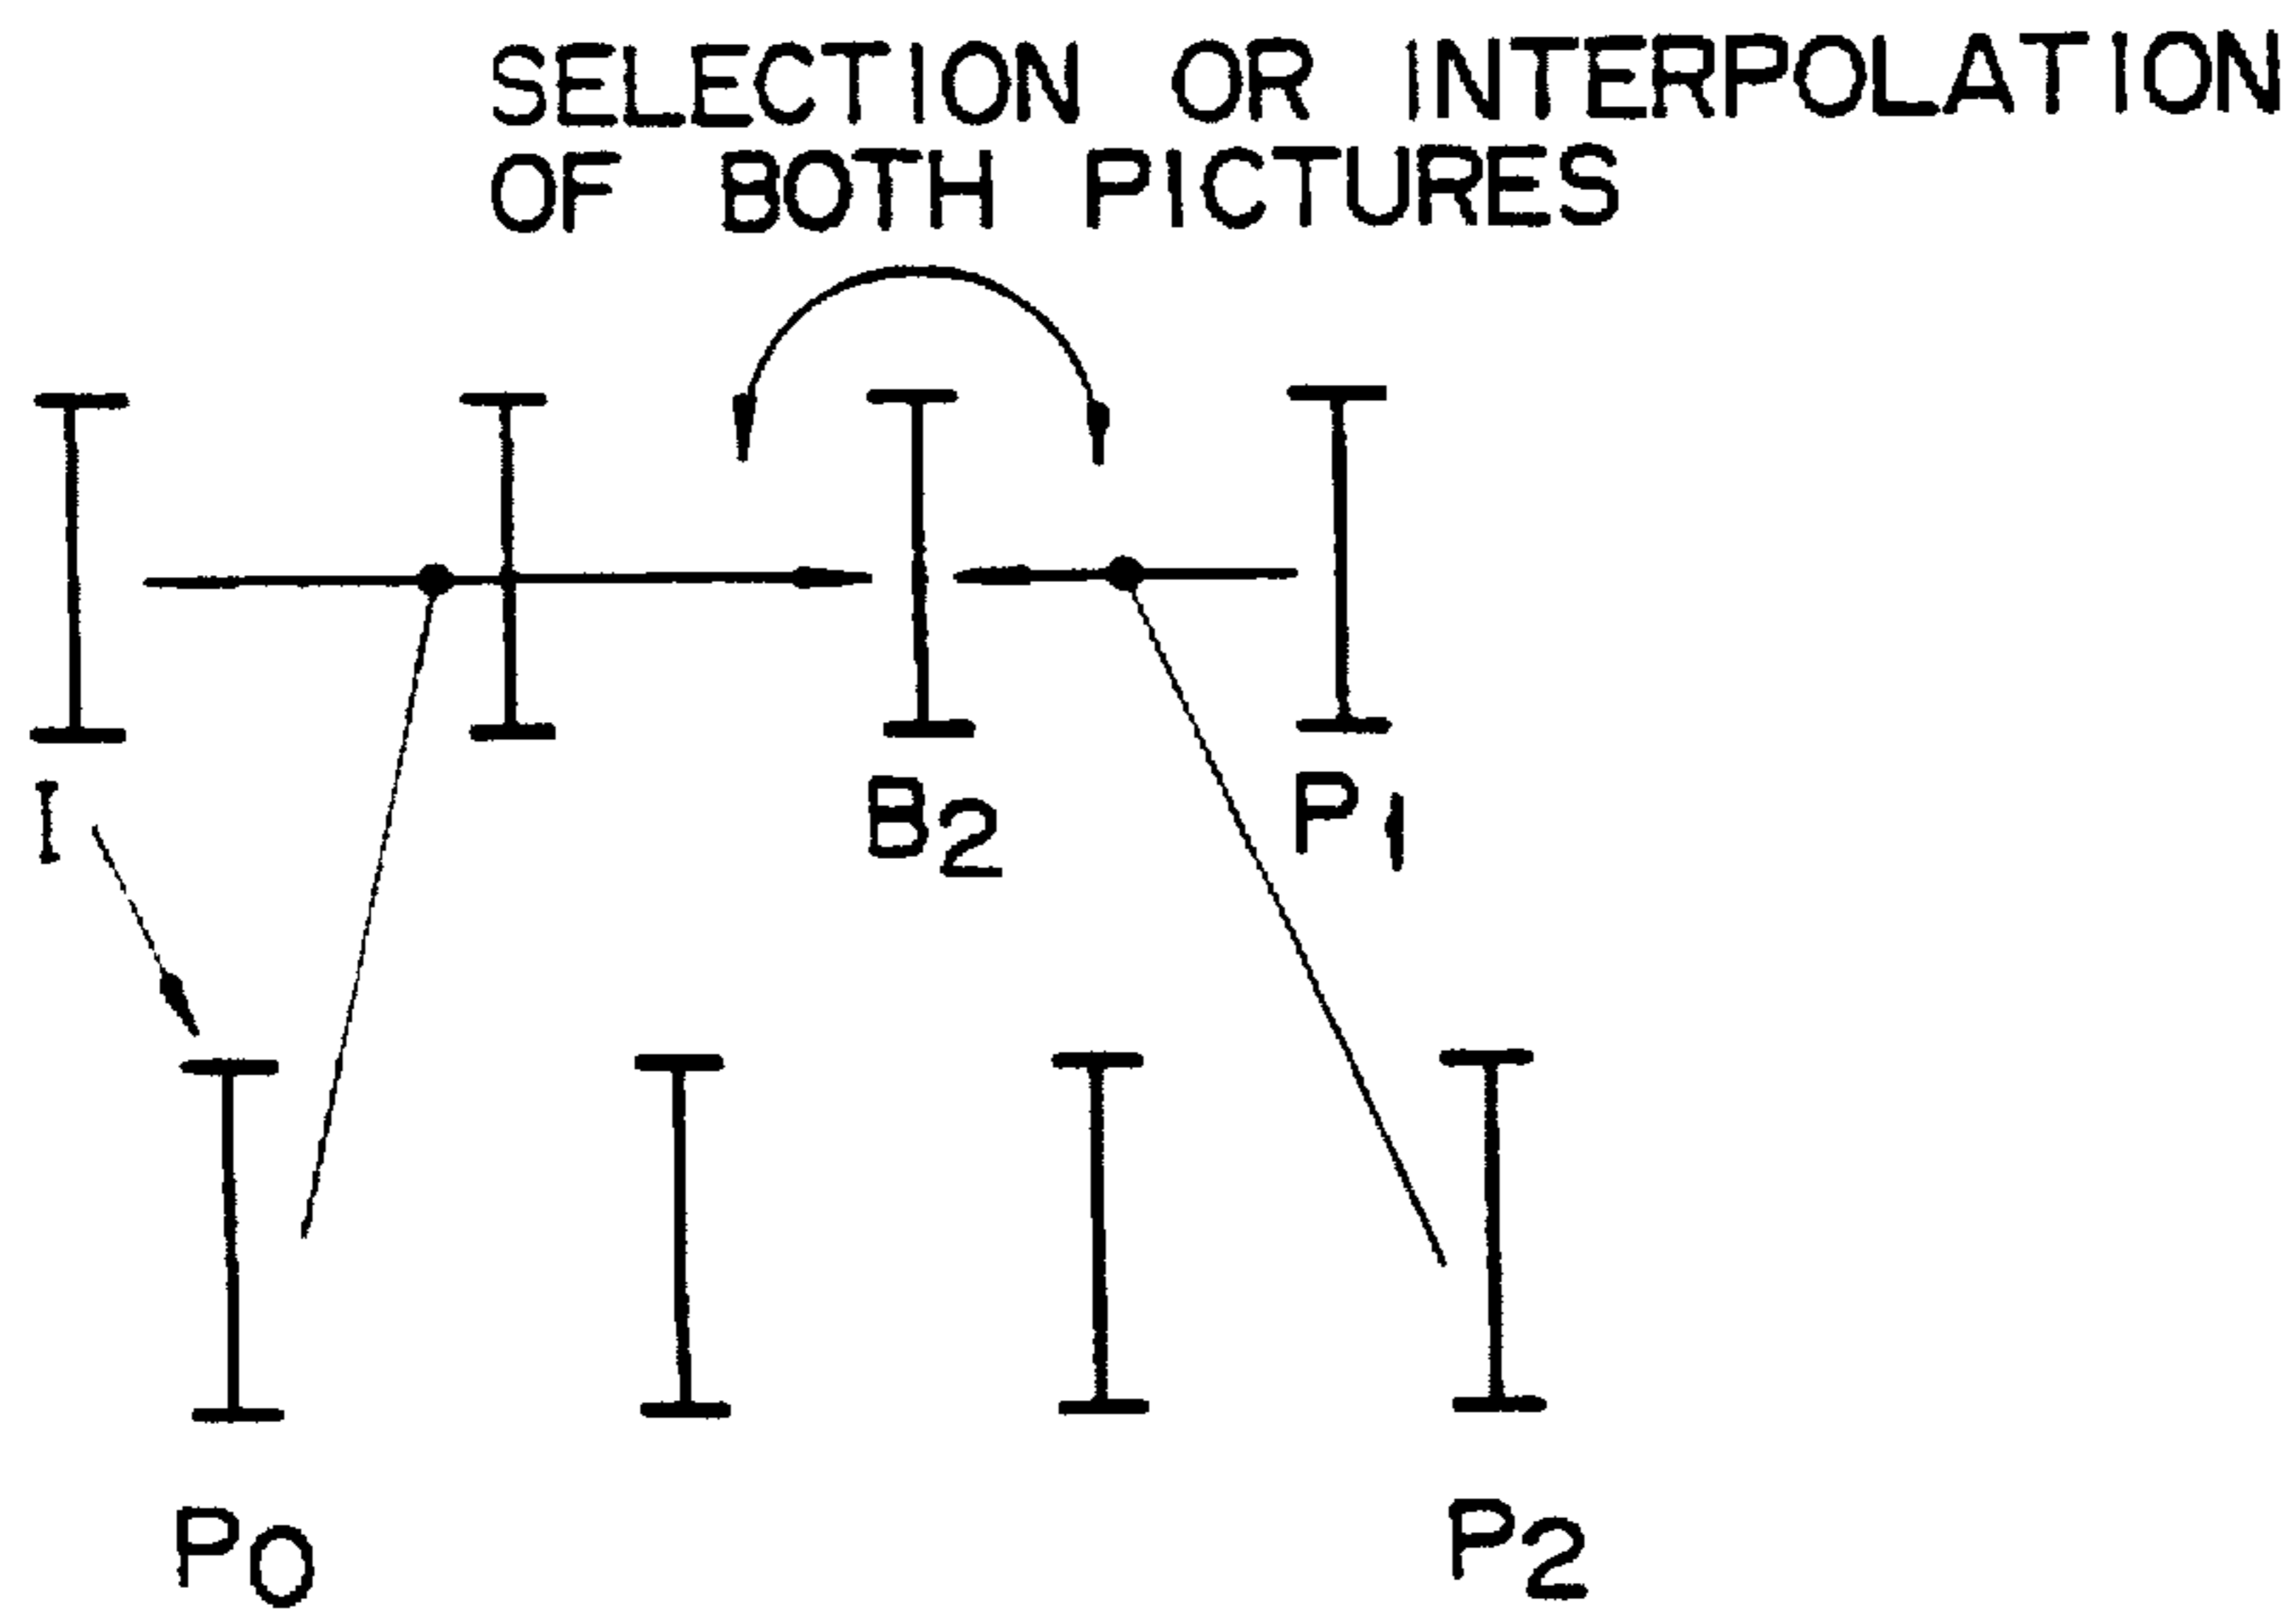 SELECTION OR INTERPOLATION
OF BOTH PICTURES
I B2 P1
P0 P2